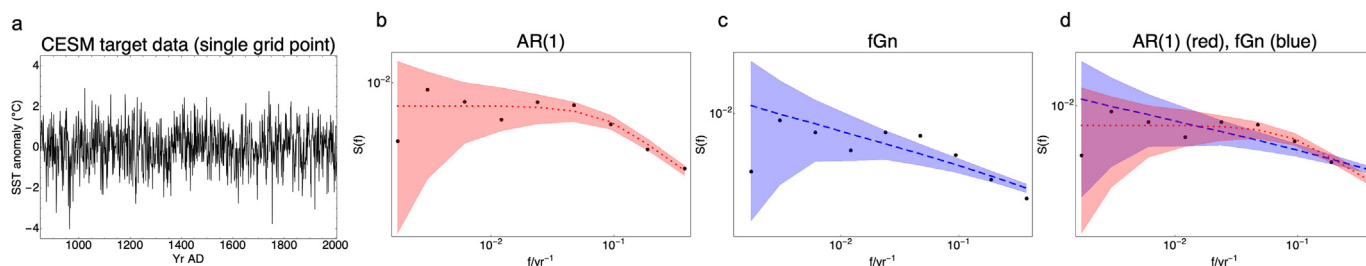 a
CESM target data (single grid point)
SST anomaly (°C)
4
2
0
-2
-4
1000
1200
1400
1600
1800
2000
Yr AD
b
AR(1)
S(f)
10⁻²
10⁻²
10⁻¹
f/yr⁻¹
c
fGn
S(f)
10⁻²
10⁻²
10⁻¹
f/yr⁻¹
d
AR(1) (red), fGn (blue)
S(f)
10⁻²
10⁻²
10⁻¹
f/yr⁻¹